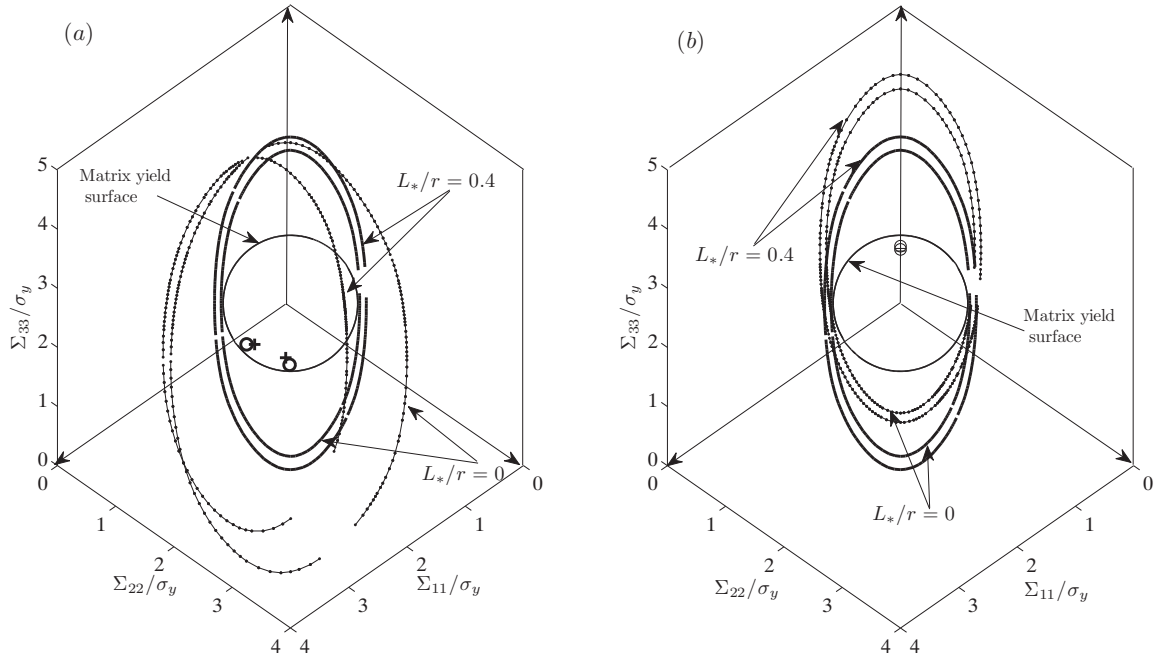 (a)
(b)
5
4
3
2
1
0
Σ33/σy
Matrix yield
surface
L*/r = 0.4
L*/r = 0
0
1
2
3
4
Σ22/σy
0
1
2
3
4
Σ11/σy
5
4
3
2
1
0
Σ33/σy
L*/r = 0.4
Matrix yield
surface
L*/r = 0
0
1
2
3
4
Σ22/σy
0
1
2
3
4
Σ11/σy